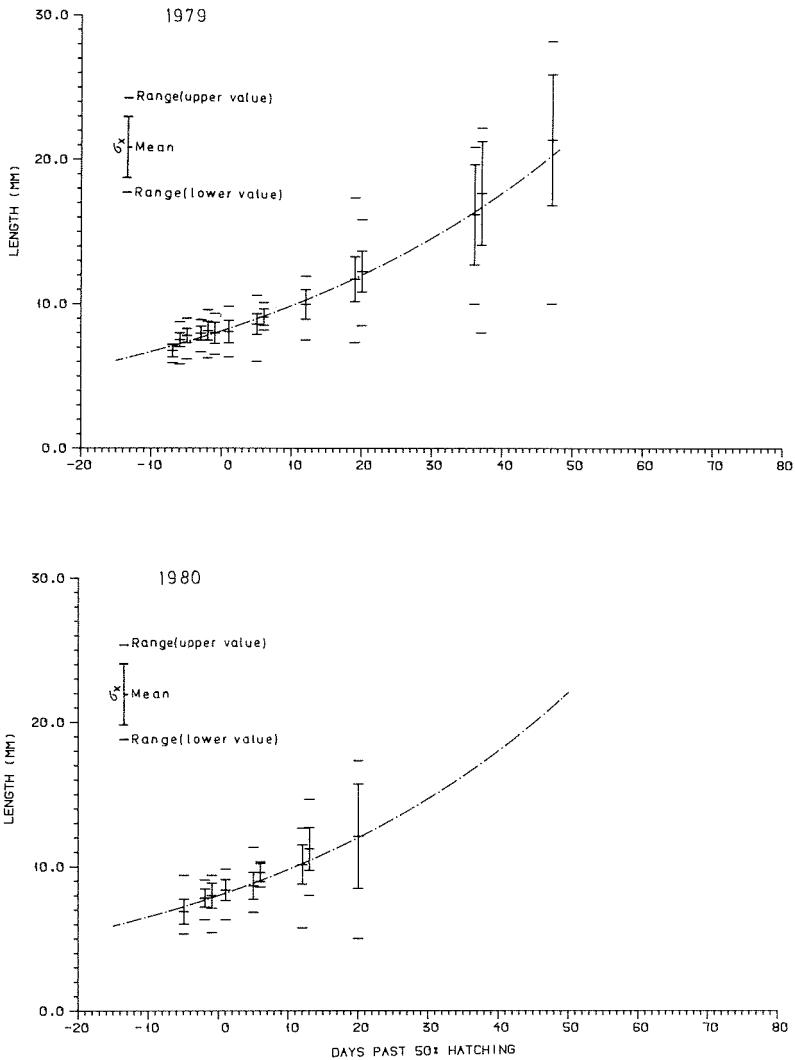 1979
30.0
Range(upper value)
σx Mean
20.0
Range(lower value)
LENGTH (MM)
10.0
0.0
-20 -10 0 10 20 30 40 50 60 70 80
1980
30.0
Range(upper value)
σx Mean
Range(lower value)
20.0
LENGTH (MM)
10.0
0.0
-20 -10 0 10 20 30 40 50 60 70 80
DAYS PAST 50% HATCHING